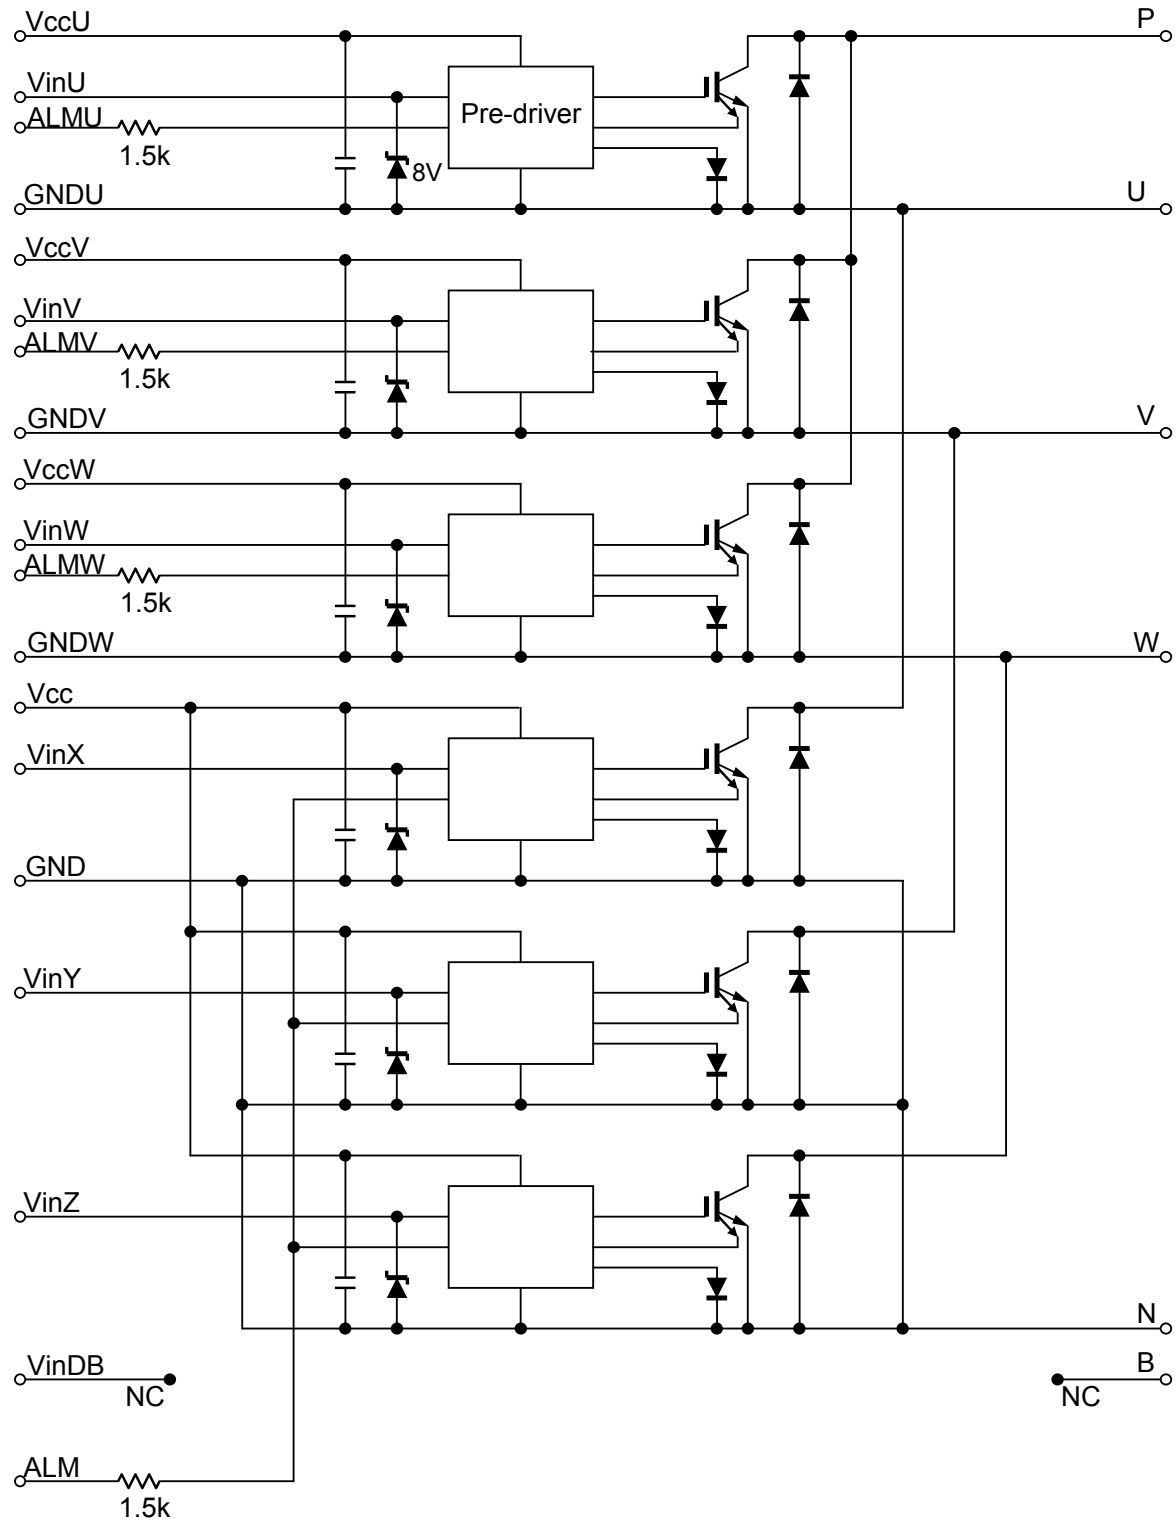 VccU
P
VinU
ALMU
Pre-driver
1.5k
8V
GNDU
U
VccV
VinV
ALMV
1.5k
GNDV
V
VccW
VinW
ALMW
1.5k
GNDW
W
Vcc
VinX
GND
VinY
VinZ
N
VinDB
B
NC
NC
ALM
1.5k